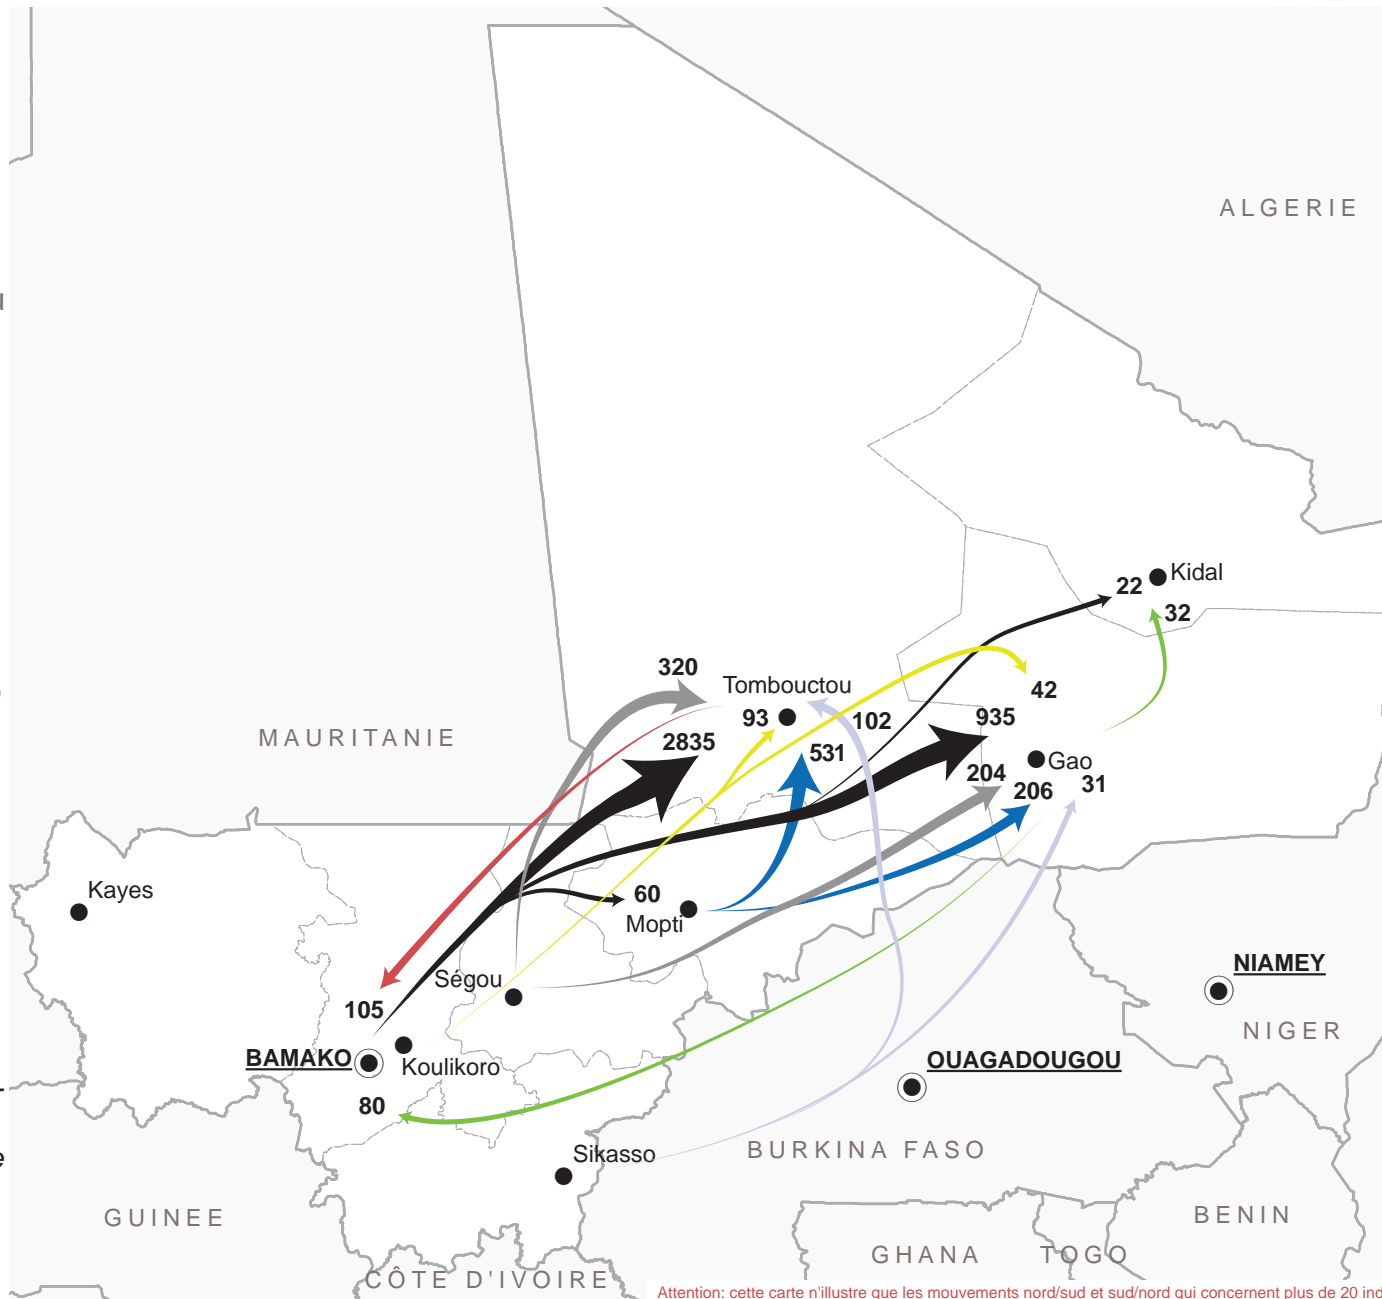 ALGERIE
Kidal
22
32
320
Tombouctou
42
93
102
935
MAURITANIE
2835
531
Gao
204
206
31
Kayes
60
Mopti
Ségou
NIAMEY
105
NIGER
BAMAKO
Koulikoro
OUAGADOUGOU
80
Sikasso
BURKINA FASO
GUINEE
BENIN
GHANA
TOGO
CÔTE D'IVOIRE
Attention: cette carte n'illustre que les mouvements nord/sud et sud/nord qui concernent plus de 20 ind